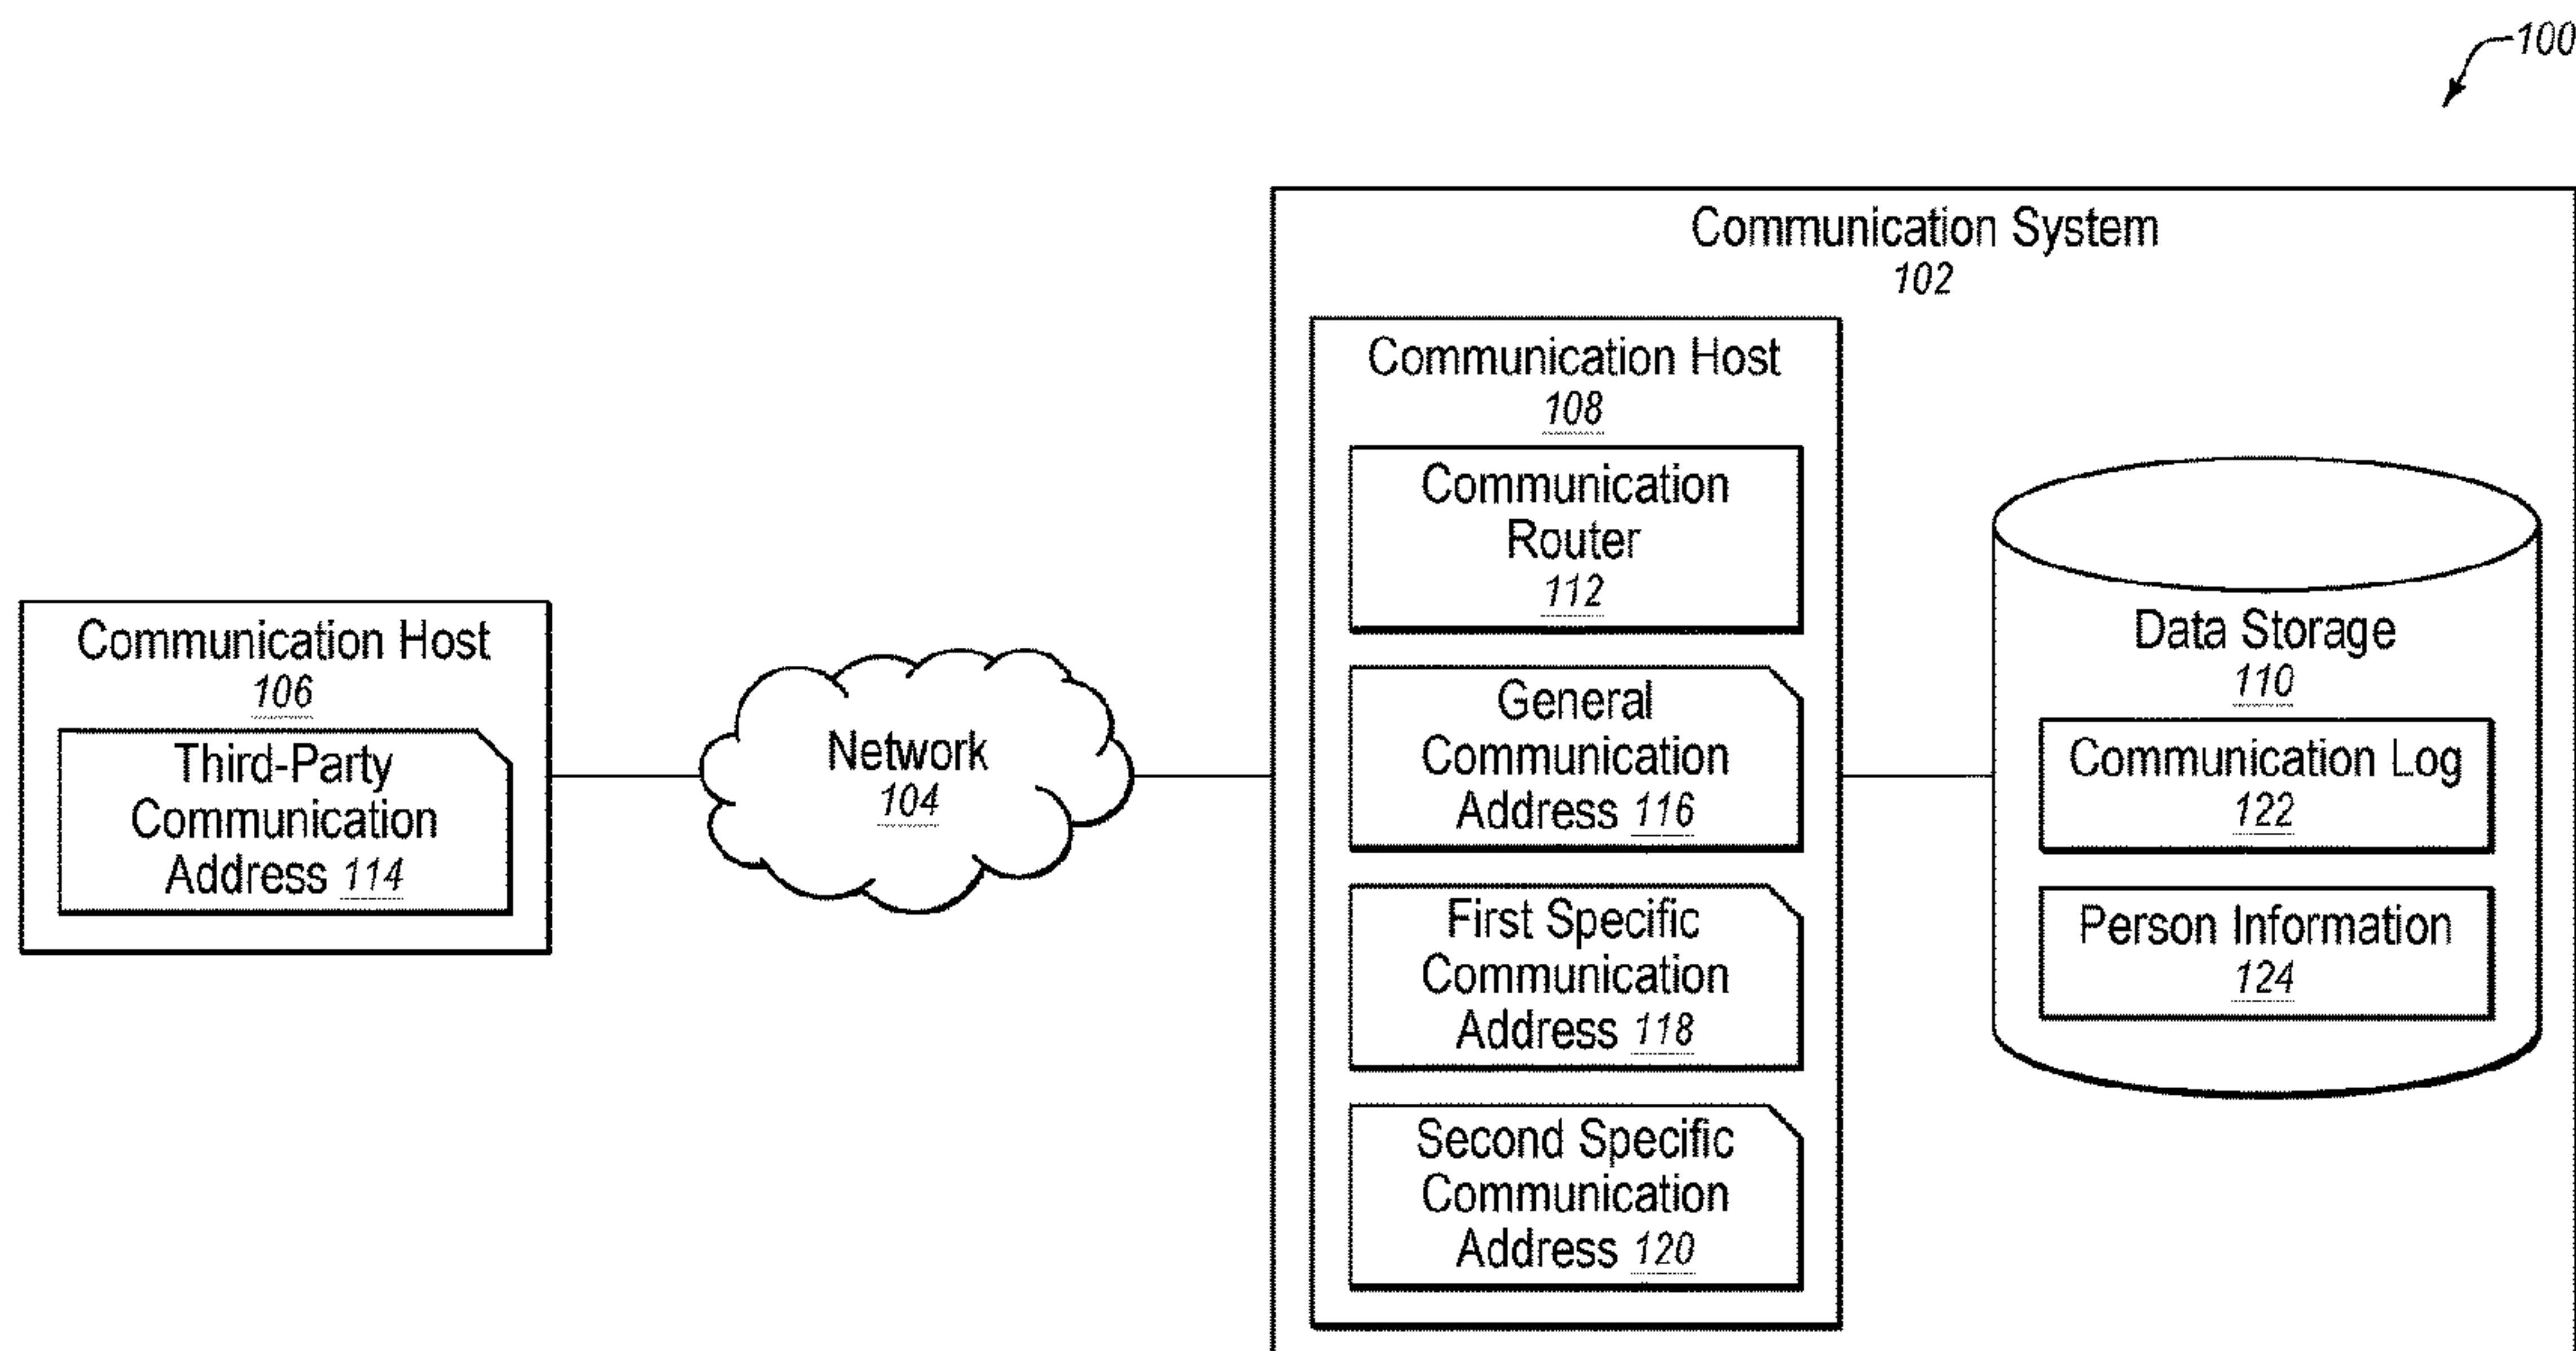 100
Communication System
102
Communication Host
108
Communication
Router
112
General
Communication
Address 116
First Specific
Communication
Address 118
Second Specific
Communication
Address 120
Data Storage
110
Communication Log
122
Person Information
124
Communication Host
106
Third-Party
Communication
Address 114
Network
104